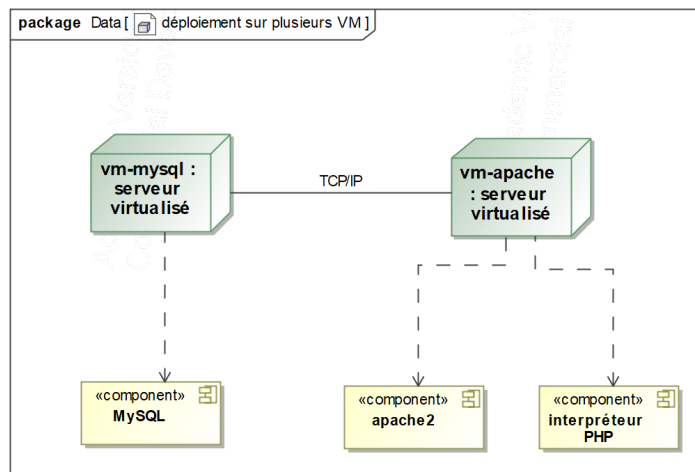 package Data [ déploiement sur plusieurs VM ]
vm-mysql :
serveur
virtualisé
TCP/IP
vm-apache
: serveur
virtualisé
«component»
MySQL
«component»
apache2
«component»
interpréteur
PHP